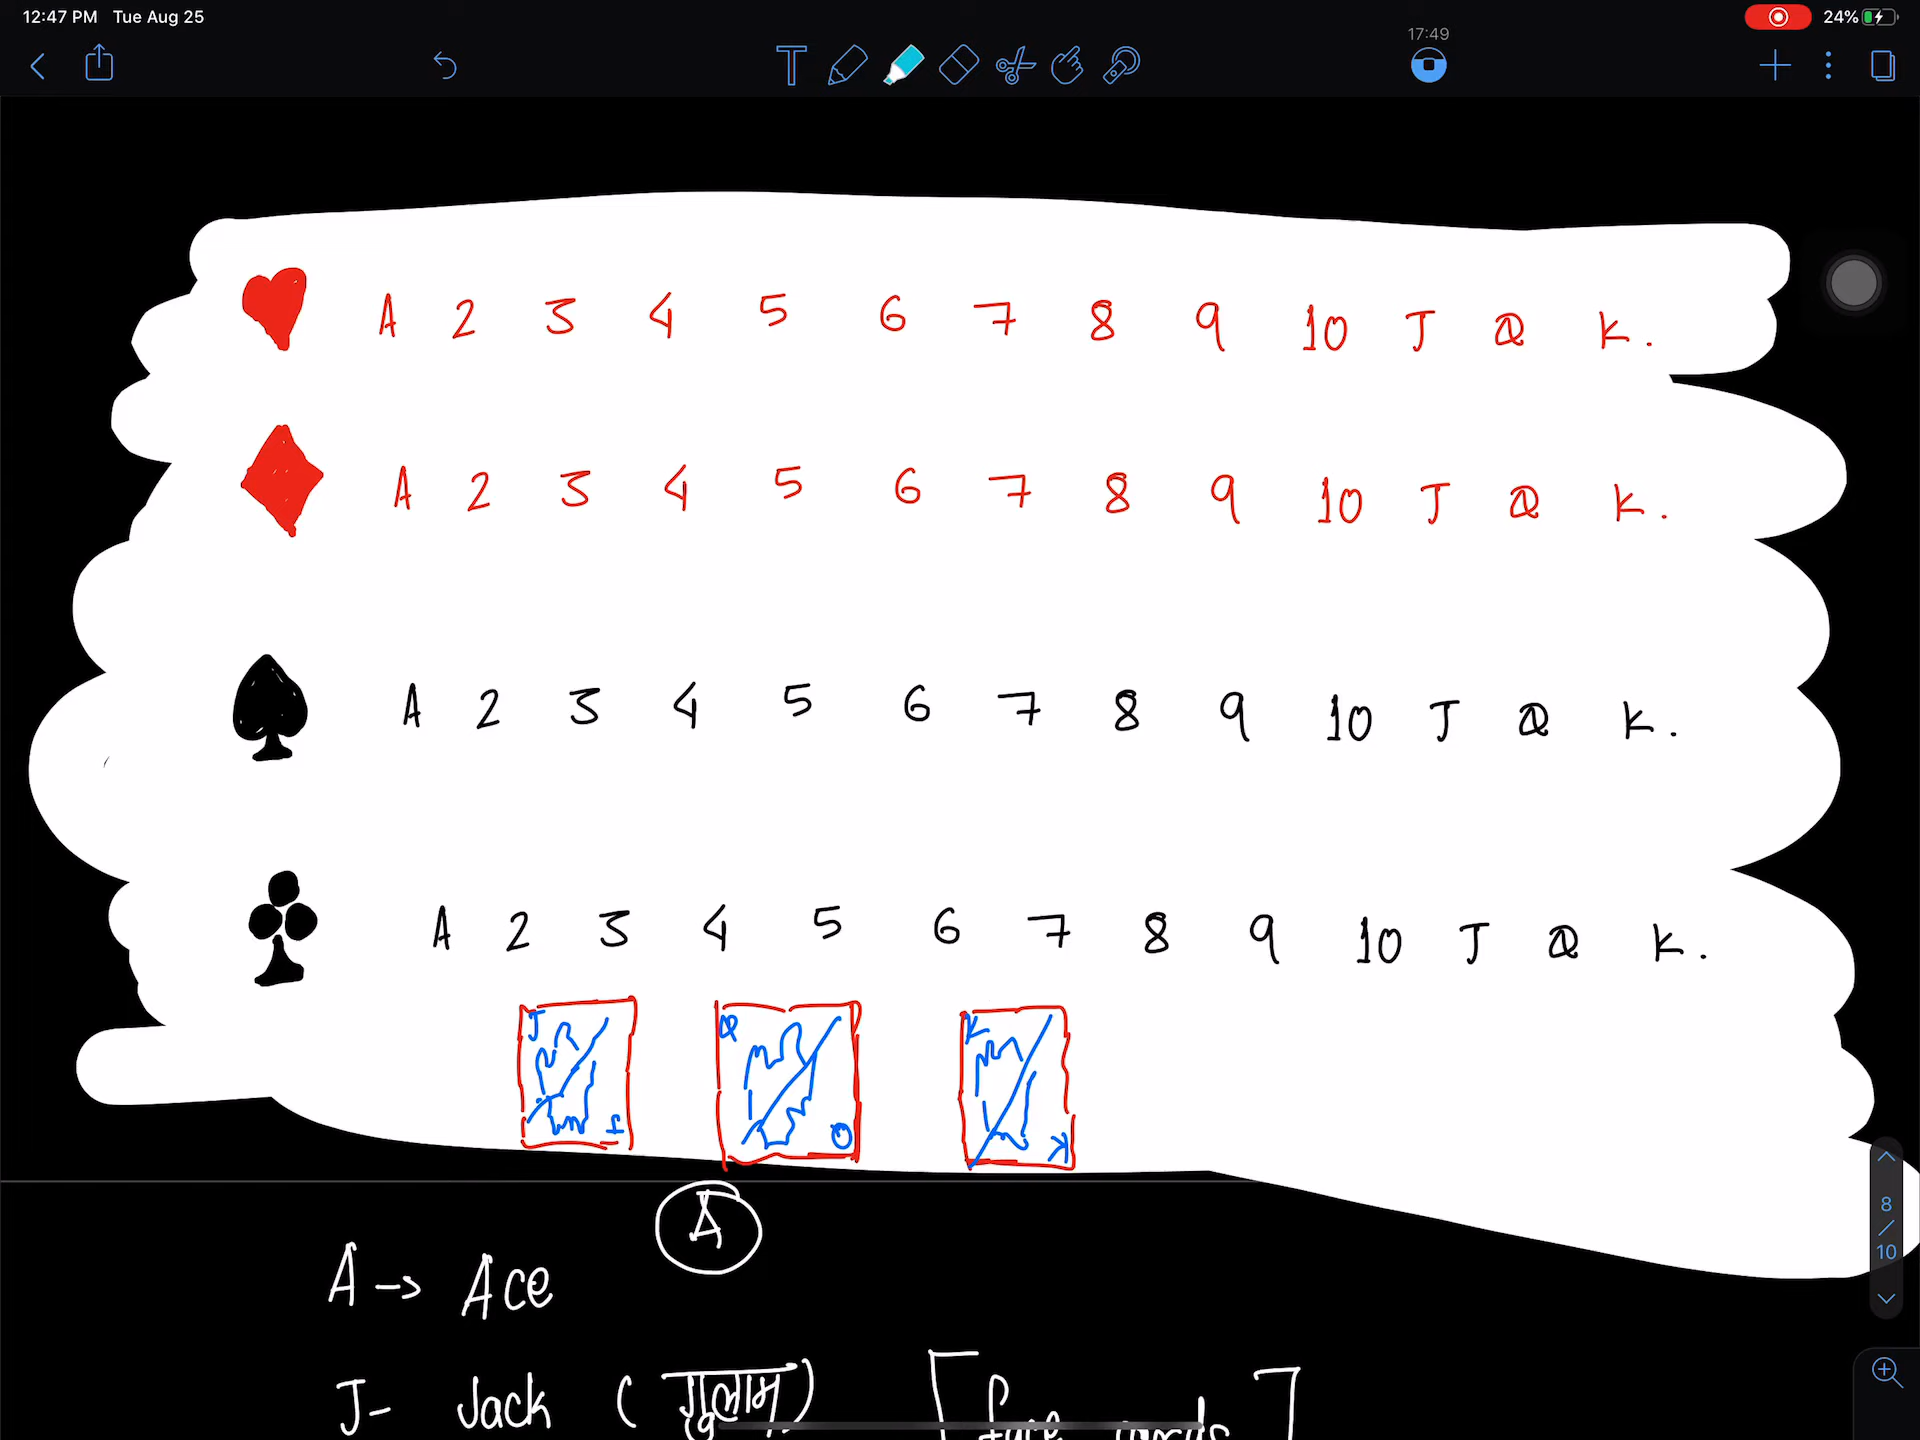 12:47 PM Tue Aug 25
24%
17:49
A 2 3 4 5 6 7 8 9 10 J Q K.
A 2 3 4 5 6 7 8 9 10 J Q K.
A 2 3 4 5 6 7 8 9 10 J Q K.
A 2 3 4 5 6 7 8 9 10 J Q K.
J Q K
A
A → Ace
J - Jack (गुलाम) [face cards]
8 / 10